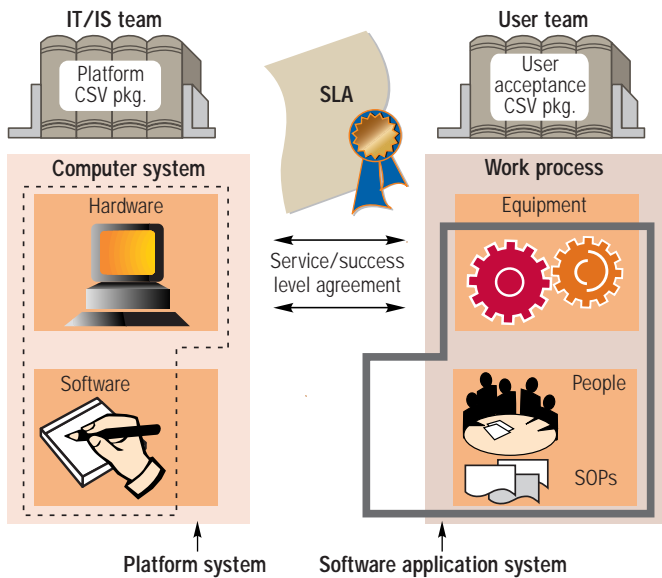 IT/IS team
User team
Platform
CSV pkg.
SLA
User
acceptance
CSV pkg.
Computer system
Work process
Hardware
Equipment
Service/success
level agreement
Software
People
SOPs
Platform system
Software application system